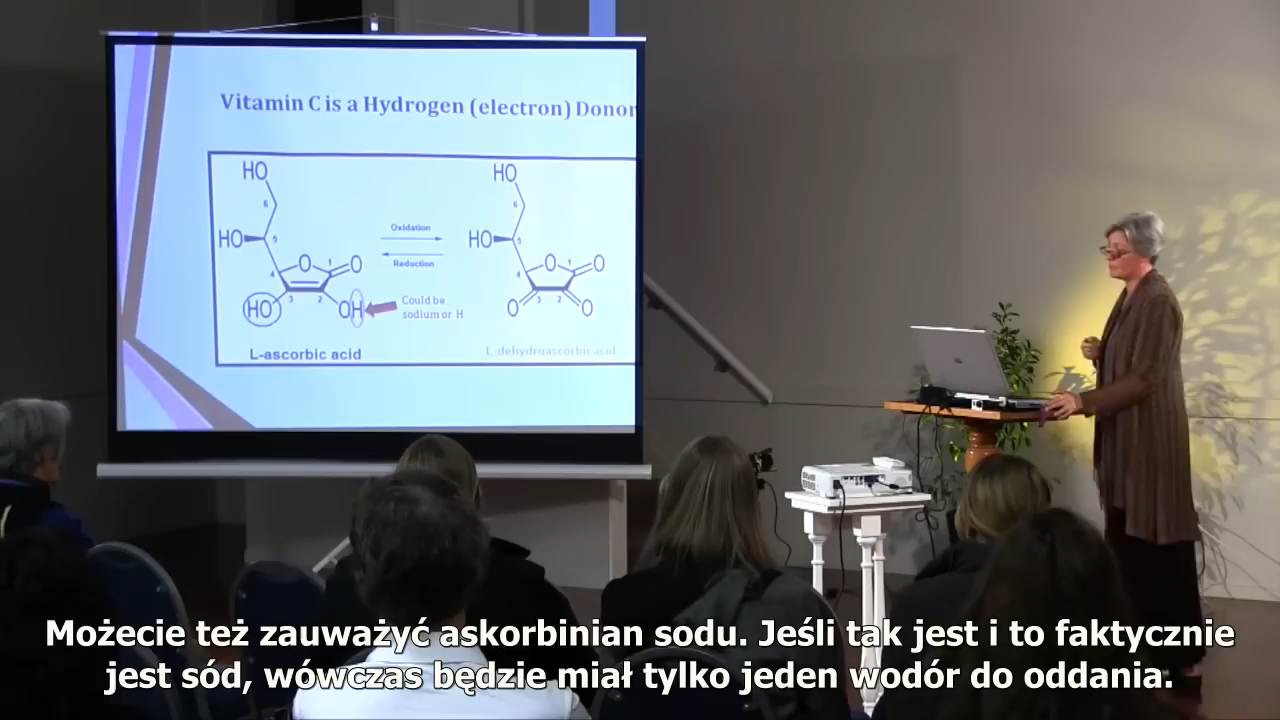 Vitamin C is a Hydrogen (electron) Donor
HO
6
HO
5
4
O
1
O
HO
3
2
OH
Oxidation
Reduction
Could be
sodium or H
L-ascorbic acid
HO
6
HO
5
4
O
1
O
O
3
2
O
L-dehydroascorbic acid
Możecie też zauważyć askorbinian sodu. Jeśli tak jest i to faktycznie
jest sód, wówczas będzie miał tylko jeden wodór do oddania.